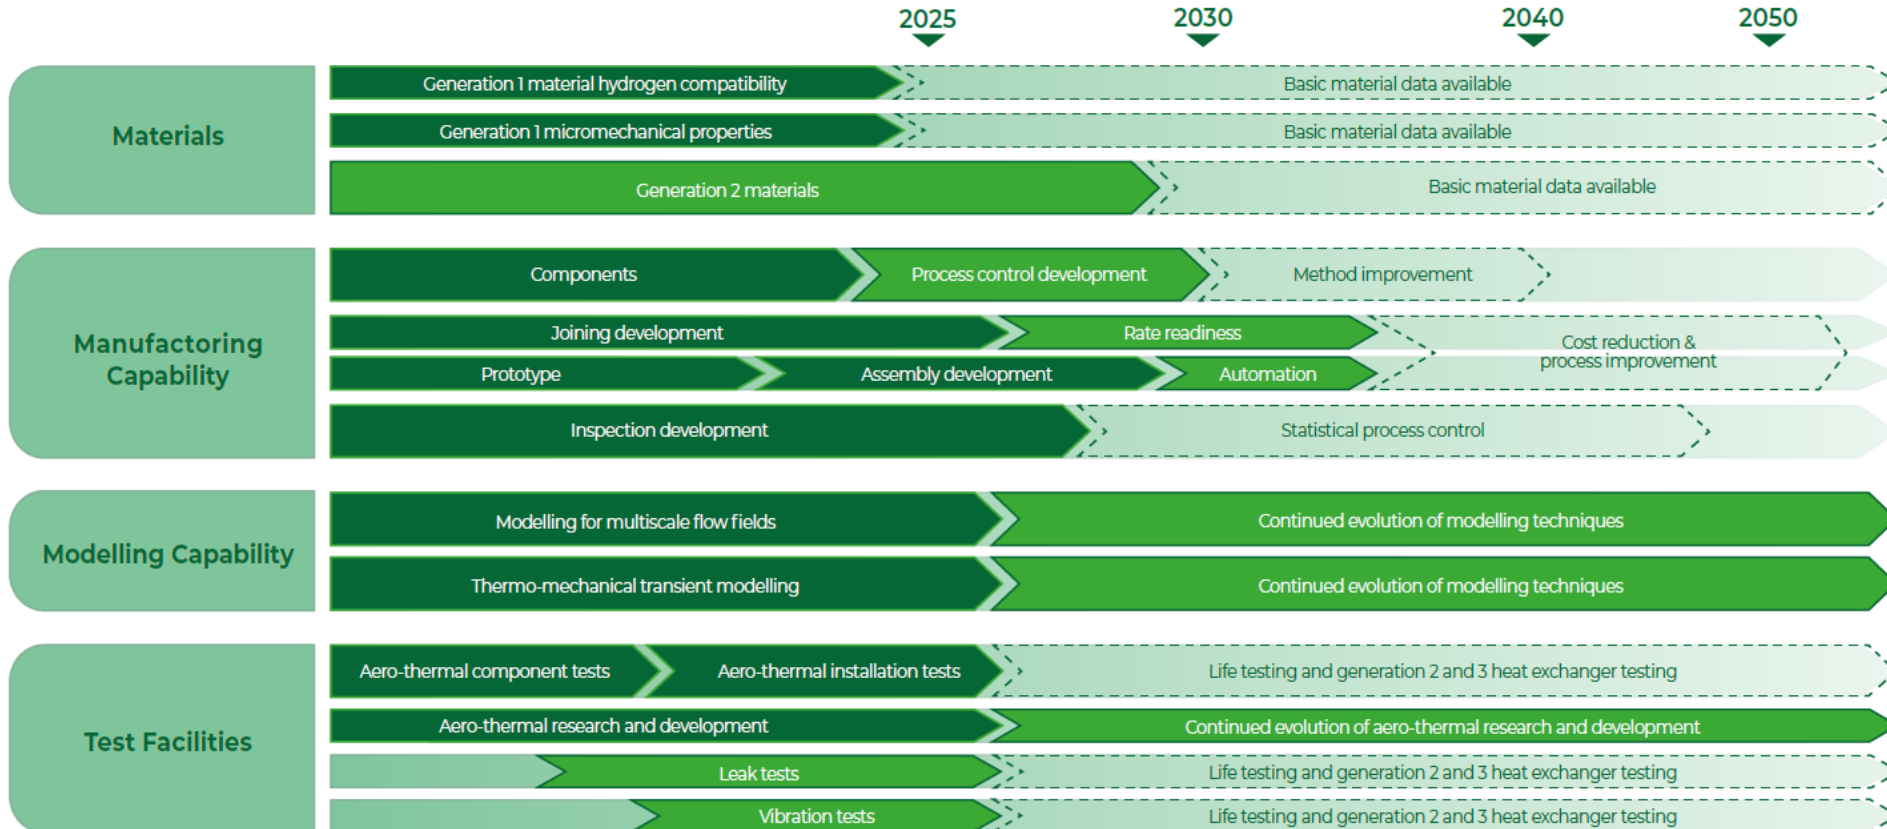 2025 2030 2040 2050
Materials
Generation 1 material hydrogen compatibility
Basic material data available
Generation 1 micromechanical properties
Basic material data available
Generation 2 materials
Basic material data available
Manufactoring
Capability
Components
Process control development
Method improvement
Joining development
Rate readiness
Cost reduction &
process improvement
Prototype
Assembly development
Automation
Inspection development
Statistical process control
Modelling Capability
Modelling for multiscale flow fields
Continued evolution of modelling techniques
Thermo-mechanical transient modelling
Continued evolution of modelling techniques
Test Facilities
Aero-thermal component tests
Aero-thermal installation tests
Life testing and generation 2 and 3 heat exchanger testing
Aero-thermal research and development
Continued evolution of aero-thermal research and development
Leak tests
Life testing and generation 2 and 3 heat exchanger testing
Vibration tests
Life testing and generation 2 and 3 heat exchanger testing